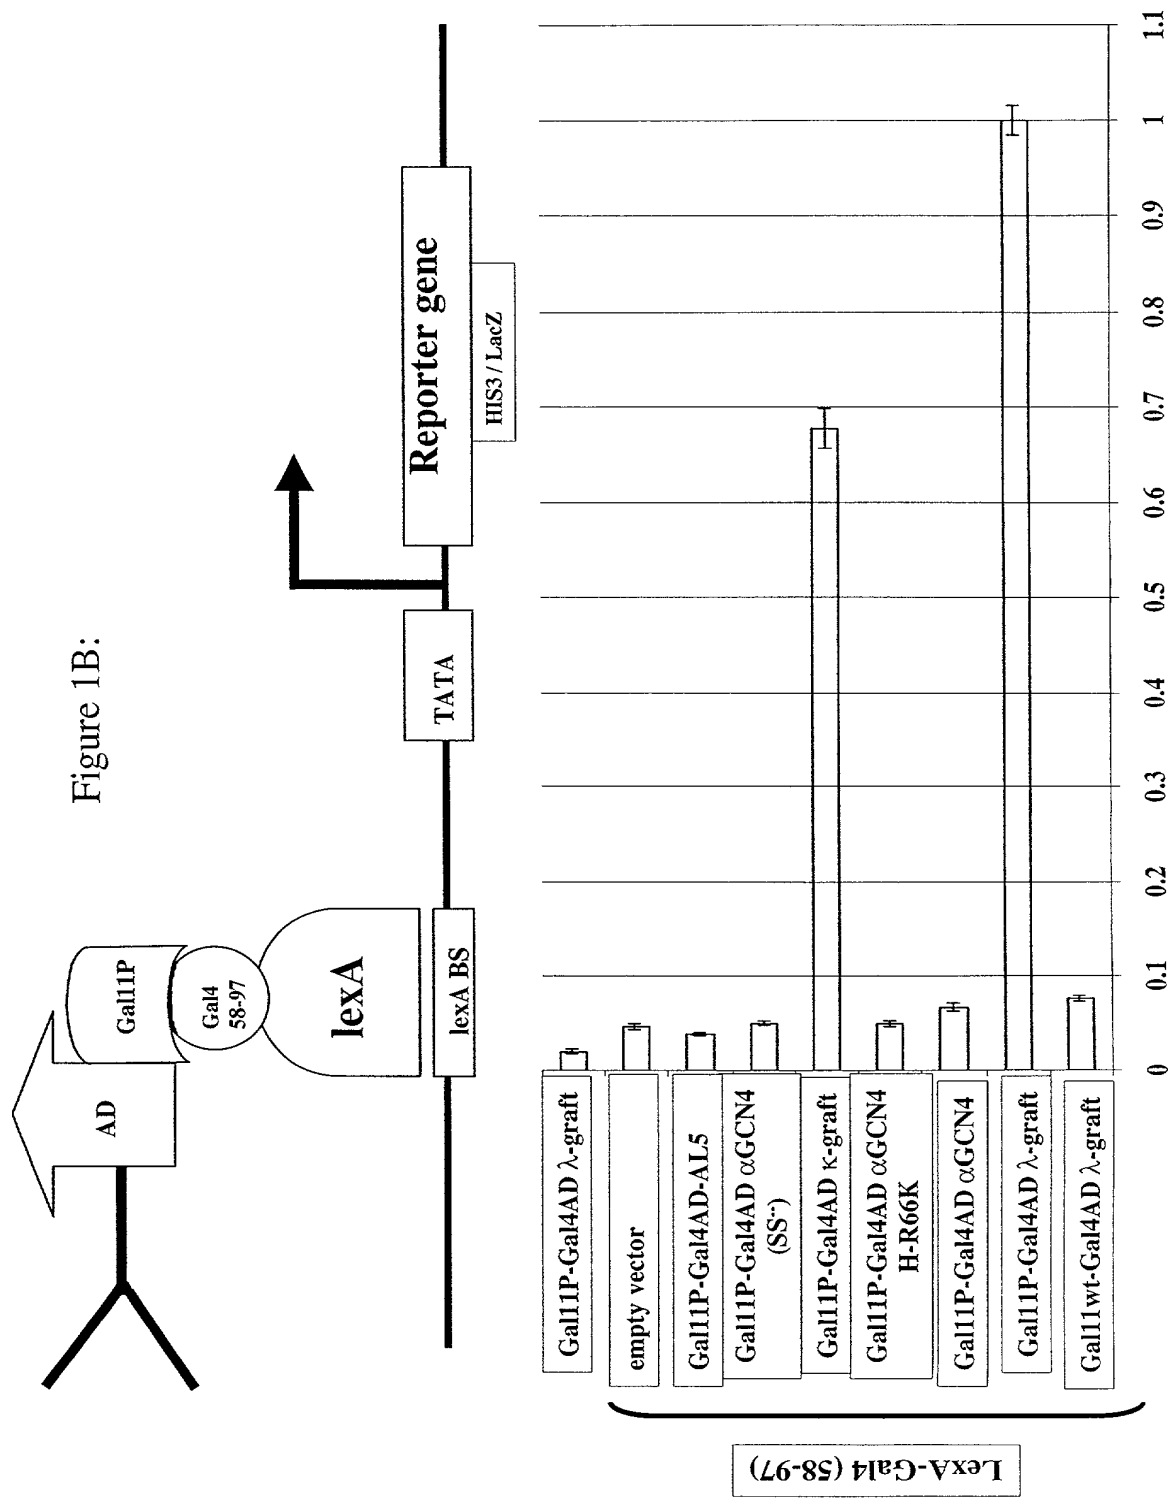 Figure 1B:
AD
Gal11P
Gal4
58-97
lexA
lexA BS
TATA
Reporter gene
HIS3 / LacZ
Gal11P-Gal4AD λ-graft
empty vector
Gal11P-Gal4AD-AL5
Gal11P-Gal4AD αGCN4
(SS--)
Gal11P-Gal4AD κ-graft
Gal11P-Gal4AD αGCN4
H-R66K
Gal11P-Gal4AD αGCN4
Gal11P-Gal4AD λ-graft
Gal11wt-Gal4AD λ-graft
LexA-Gal4 (58-97)
0 0.1 0.2 0.3 0.4 0.5 0.6 0.7 0.8 0.9 1 1.1